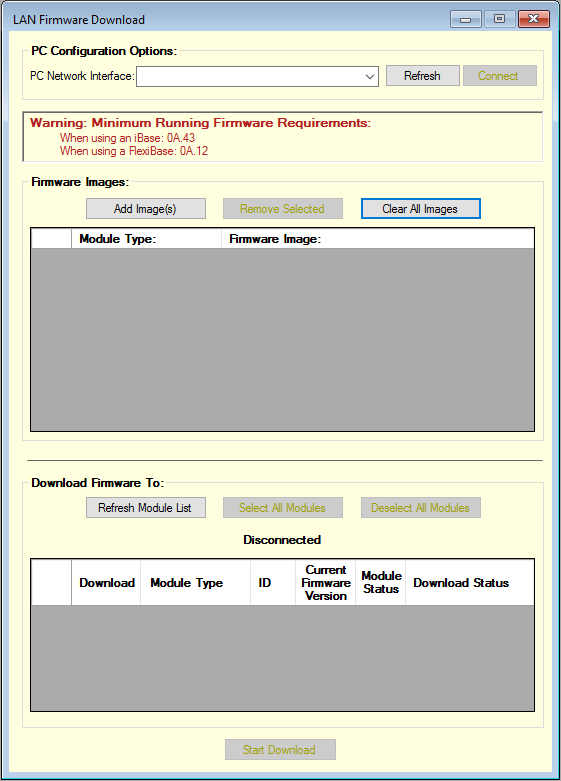 LAN Firmware Download
PC Configuration Options:
PC Network Interface:
Refresh
Connect
Warning: Minimum Running Firmware Requirements:
When using an iBase: 0A.43
When using a FlexiBase: 0A.12
Firmware Images:
Add Image(s)
Remove Selected
Clear All Images
Module Type:
Firmware Image:
Download Firmware To:
Refresh Module List
Select All Modules
Deselect All Modules
Disconnected
Download
Module Type
ID
Current
Firmware
Version
Module
Status
Download Status
Start Download